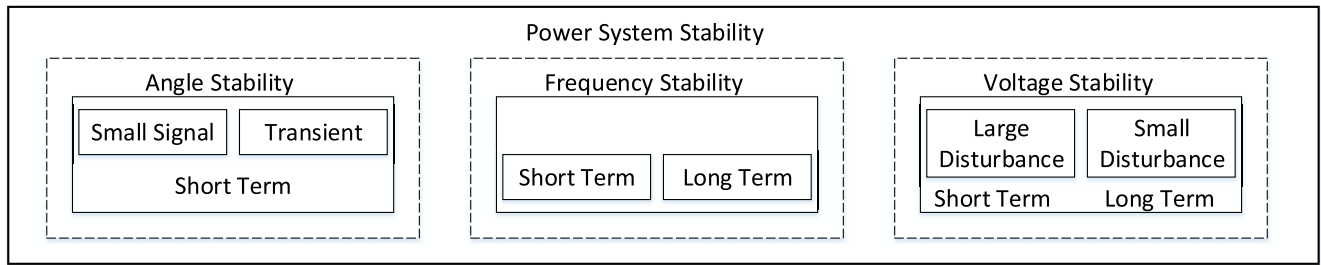 Power System Stability
Angle Stability
Small Signal
Transient
Short Term
Frequency Stability
Short Term
Long Term
Voltage Stability
Large
Disturbance
Small
Disturbance
Short Term
Long Term